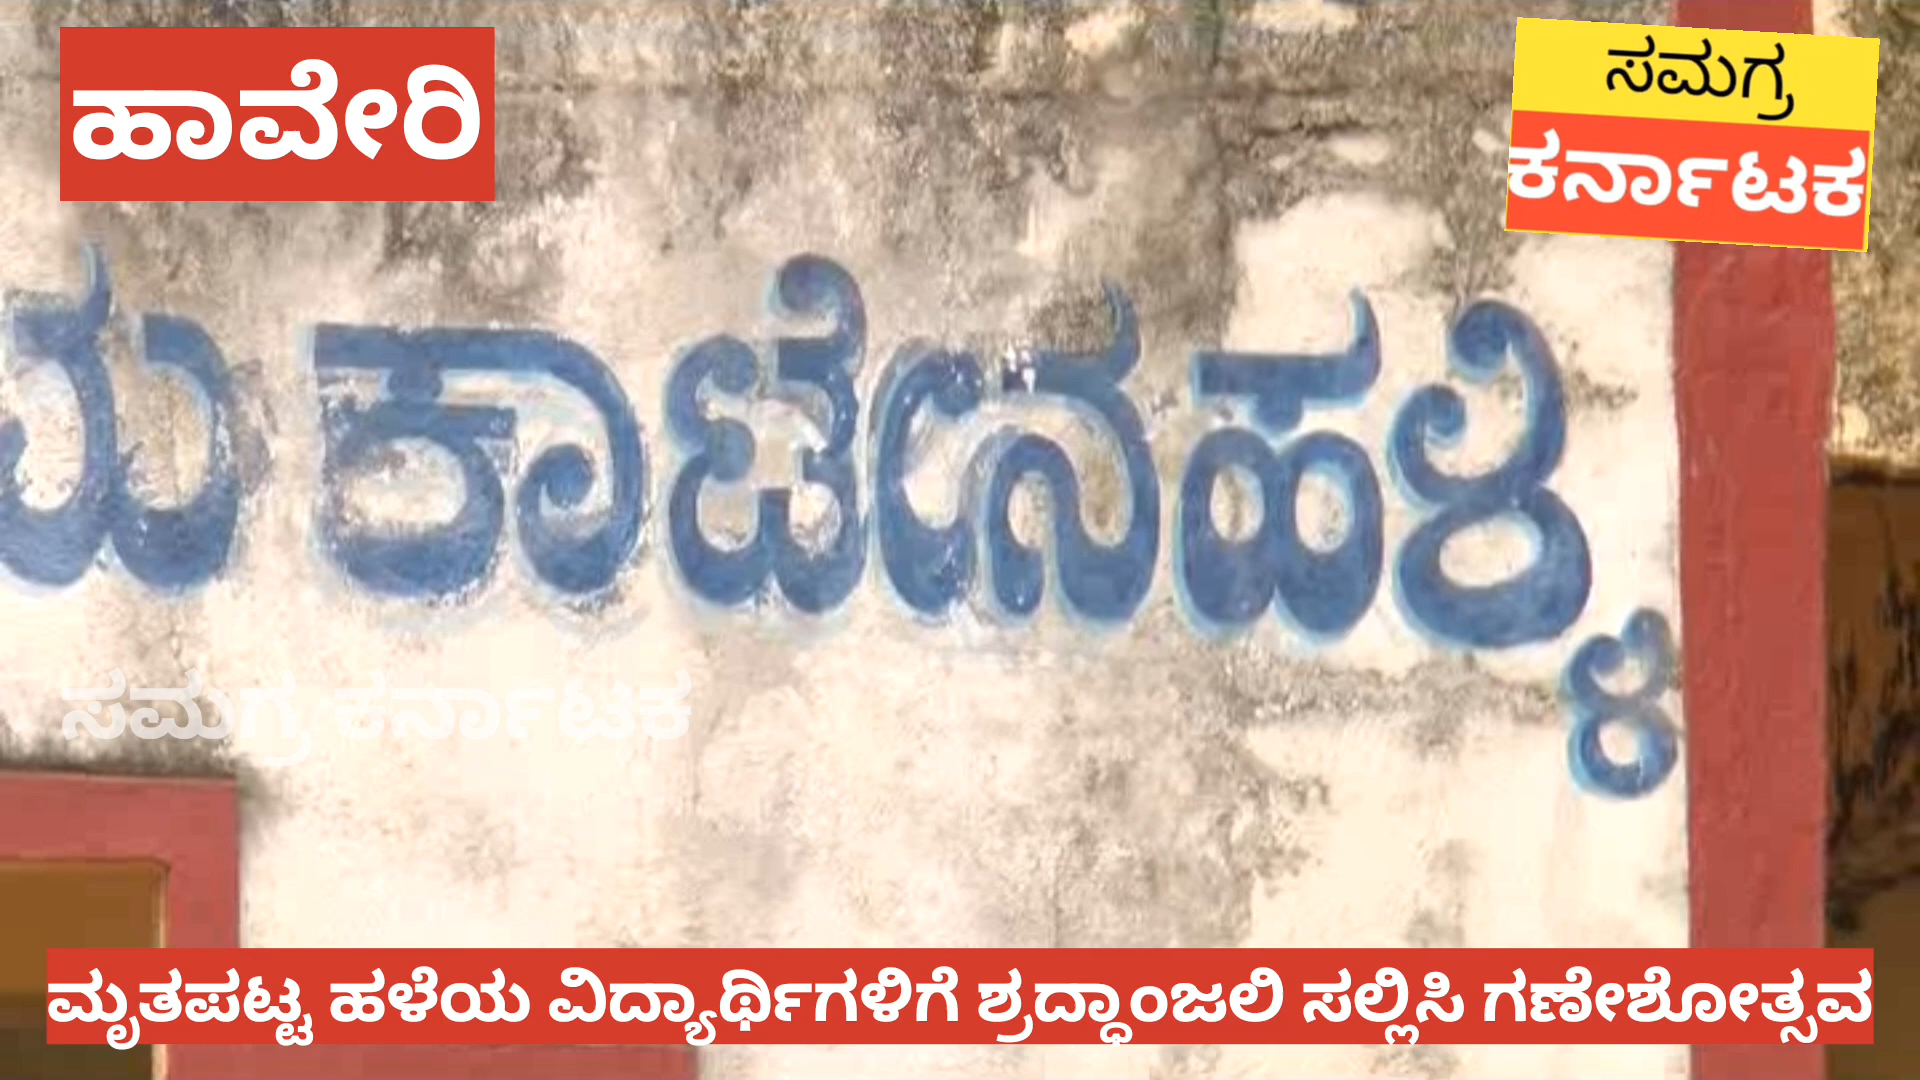 ಹಾವೇರಿ
ಸಮಗ್ರ
ಕರ್ನಾಟಕ
ಕಾಟೇನಹಳ್ಳಿ
ಸಮಗ್ರ ಕರ್ನಾಟಕ
ಮೃತಪಟ್ಟ ಹಳೆಯ ವಿದ್ಯಾರ್ಥಿಗಳಿಗೆ ಶ್ರದ್ಧಾಂಜಲಿ ಸಲ್ಲಿಸಿ ಗಣೇಶೋತ್ಸವ